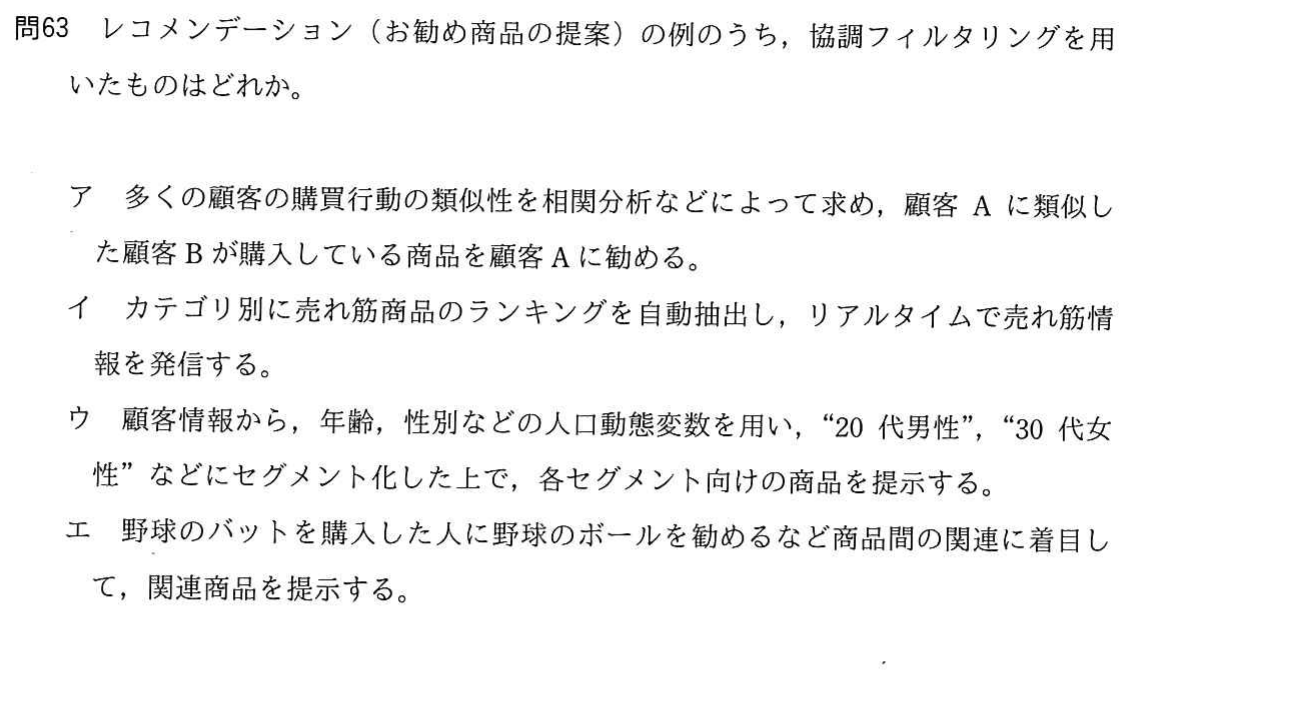 問63 レコメンデーション（お勧め商品の提案）の例のうち，協調フィルタリングを用
いたものはどれか。
ア 多くの顧客の購買行動の類似性を相関分析などによって求め，顧客 A に類似し
た顧客 B が購入している商品を顧客 A に勧める。
イ カテゴリ別に売れ筋商品のランキングを自動抽出し，リアルタイムで売れ筋情
報を発信する。
ウ 顧客情報から，年齢，性別などの人口動態変数を用い，“20 代男性”，“30 代女
性” などにセグメント化した上で，各セグメント向けの商品を提示する。
エ 野球のバットを購入した人に野球のボールを勧めるなど商品間の関連に着目し
て，関連商品を提示する。